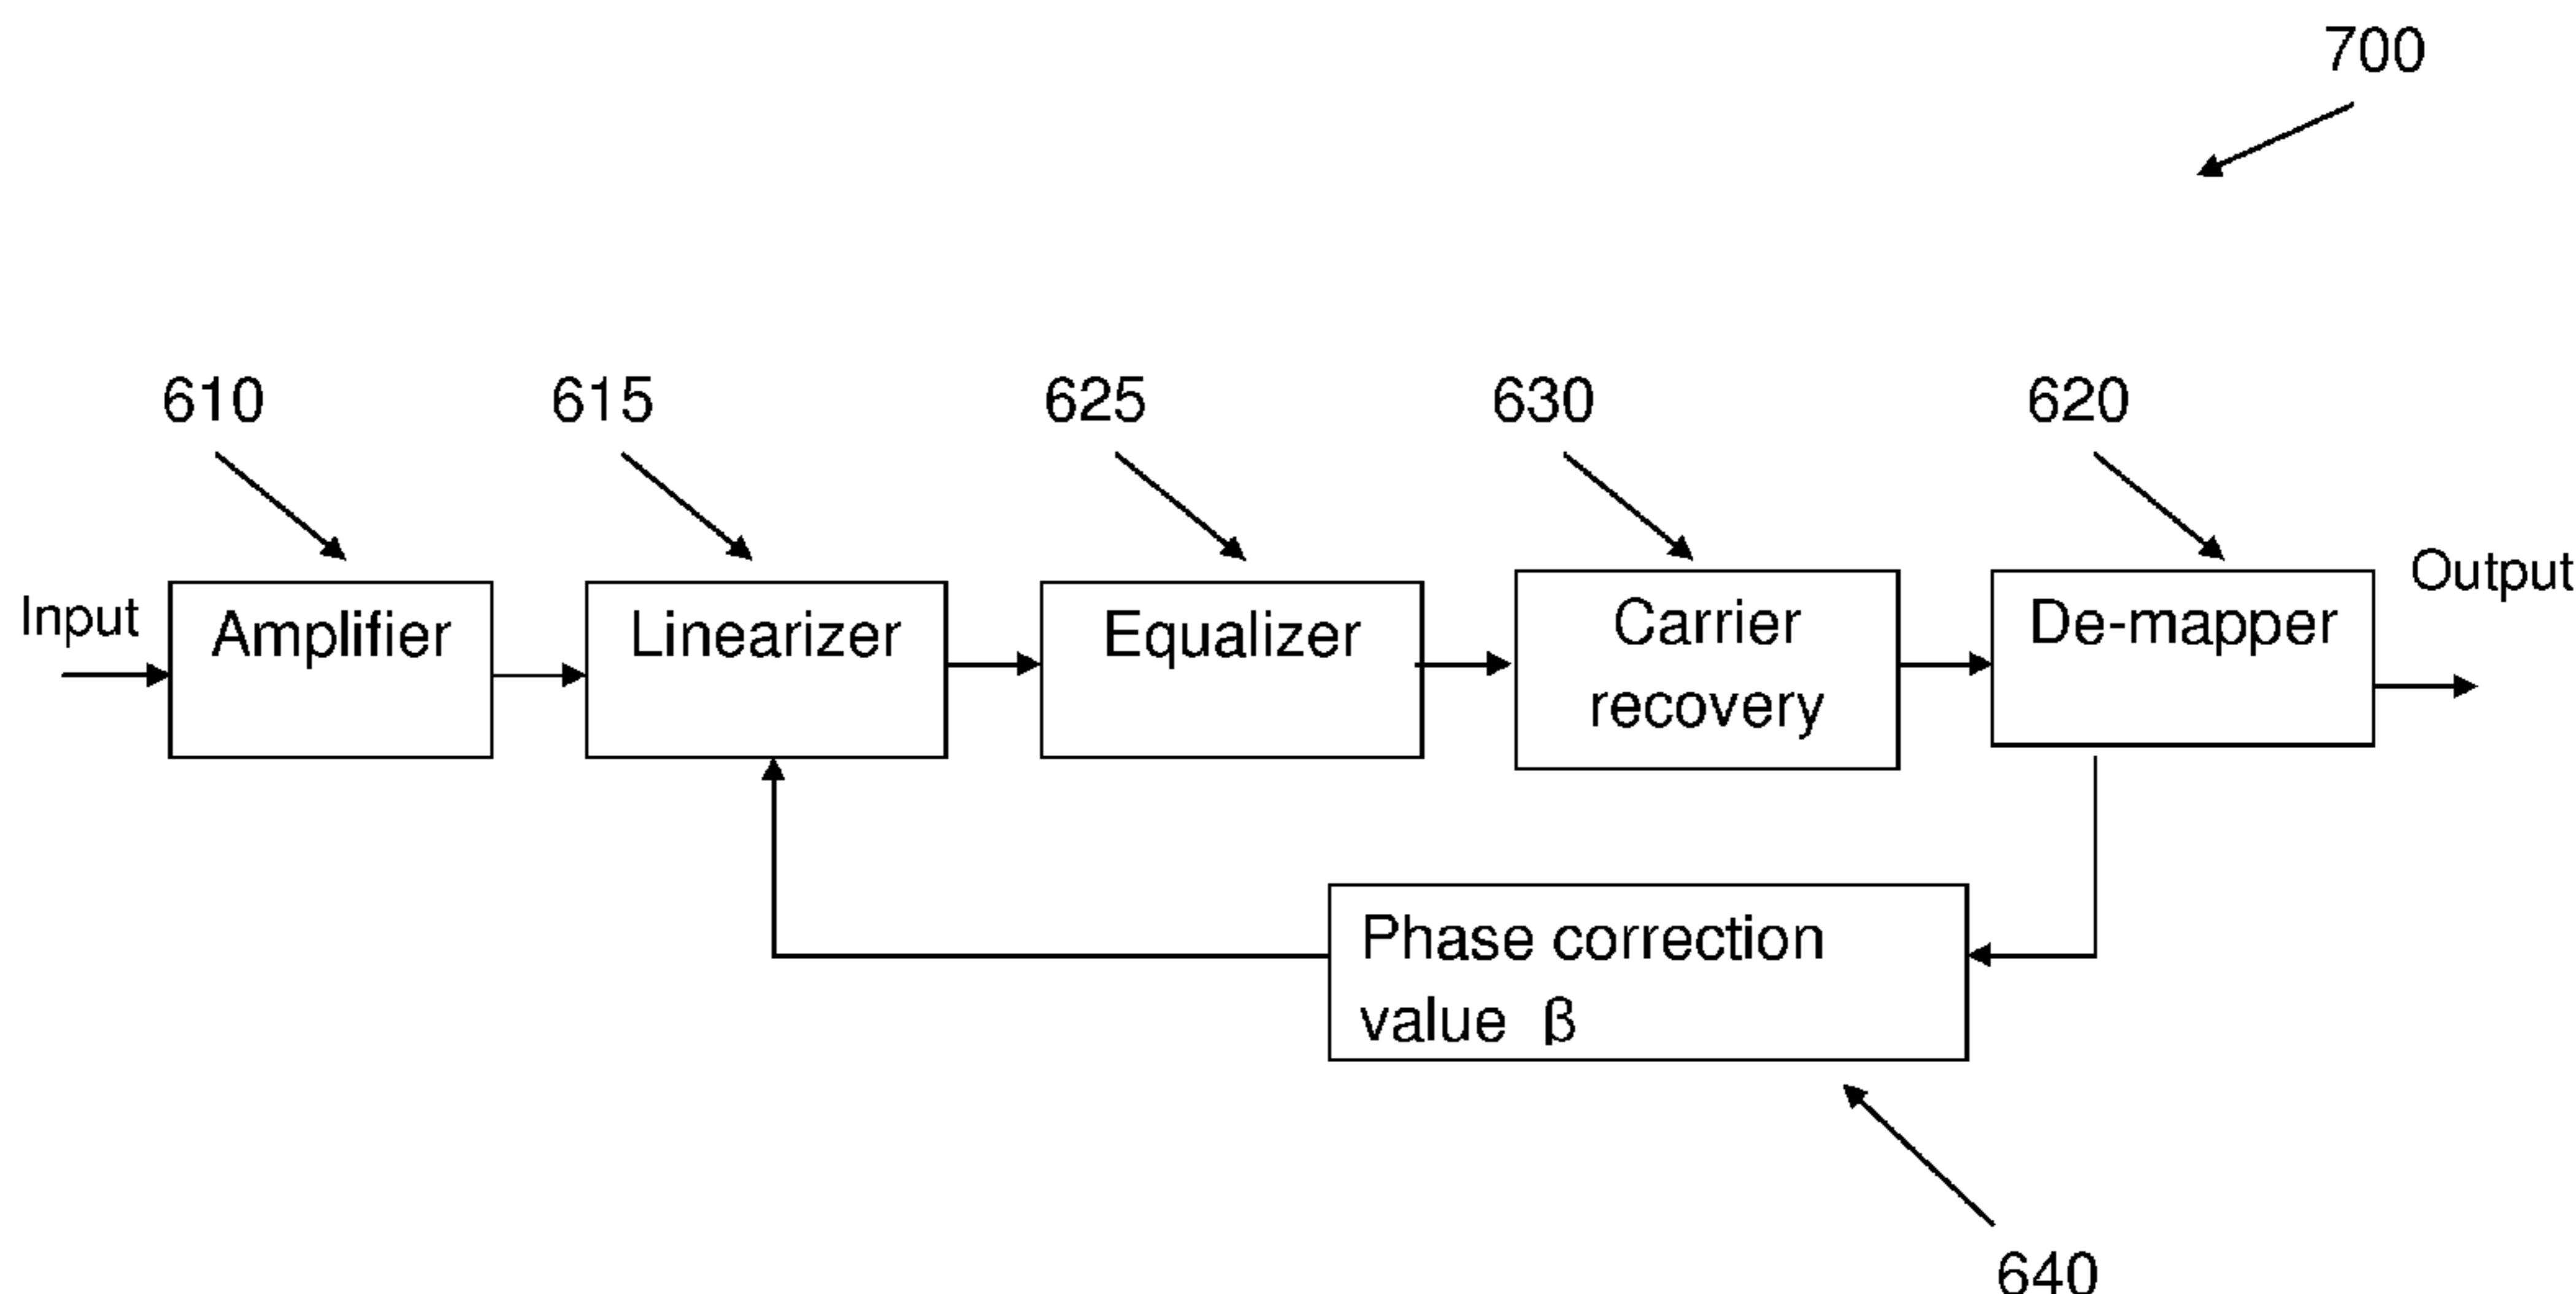 700
610
615
625
630
620
Input
Amplifier
Linearizer
Equalizer
Carrier
recovery
De-mapper
Output
Phase correction
value β
640